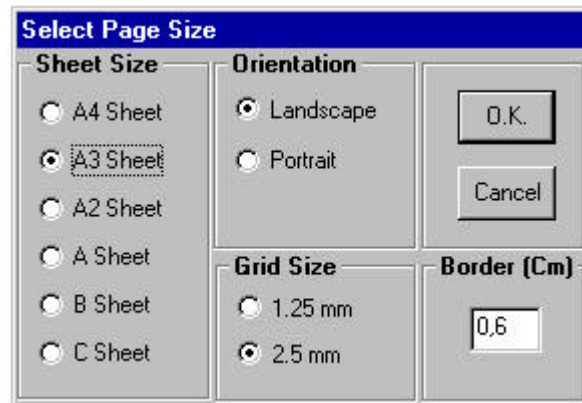 Select Page Size
Sheet Size
A4 Sheet
A3 Sheet
A2 Sheet
A Sheet
B Sheet
C Sheet
Orientation
Landscape
Portrait
Grid Size
1.25 mm
2.5 mm
O.K.
Cancel
Border (Cm)
0,6